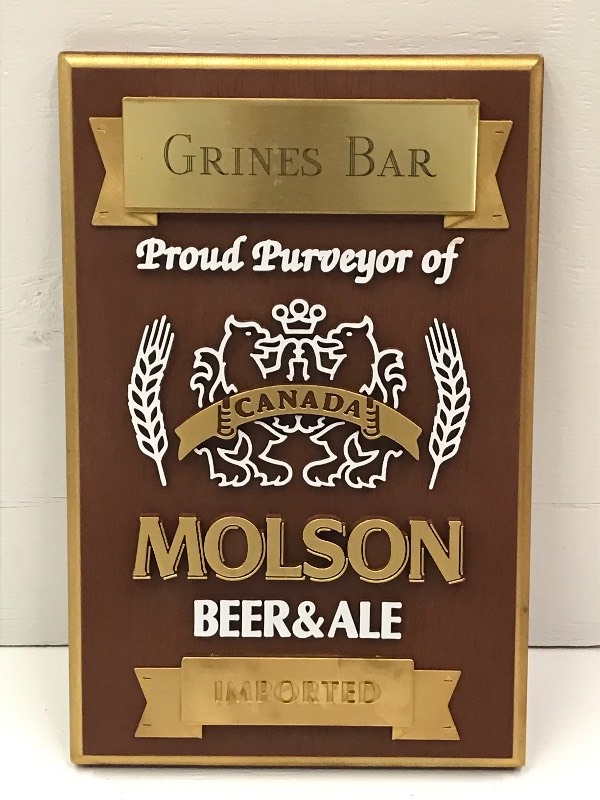 GRINES BAR
Proud Purveyor of
CANADA
MOLSON
BEER&ALE
IMPORTED